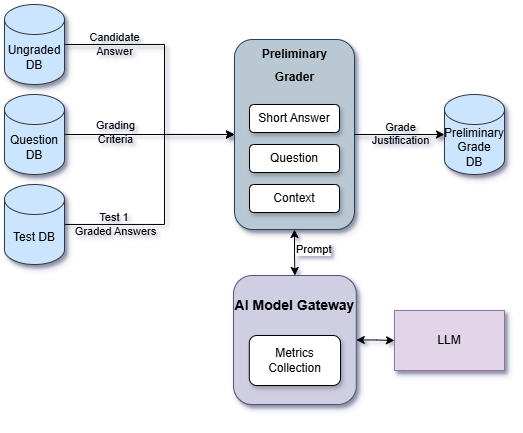 Ungraded
DB
Candidate
Answer
Preliminary
Grader
Short Answer
Question
Context
Question
DB
Grading
Criteria
Grade
Justification
Preliminary
Grade
DB
Test DB
Test 1
Graded Answers
Prompt
AI Model Gateway
Metrics
Collection
LLM